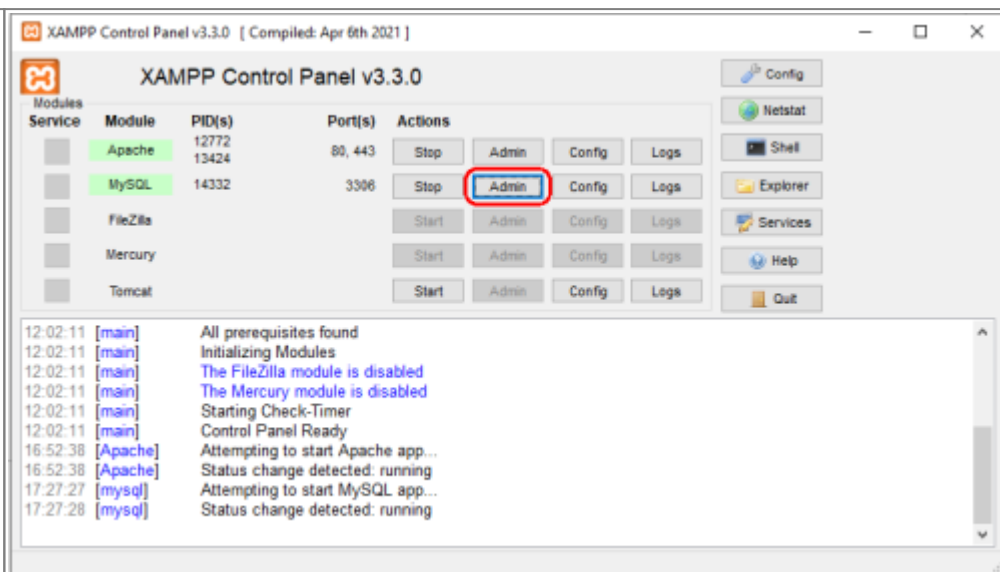 XAMPP Control Panel v3.3.0 [ Compiled: Apr 6th 2021 ]
XAMPP Control Panel v3.3.0
Config
Modules
Service Module PID(s) Port(s) Actions
Netstat
Apache 12772 13424 80, 443 Stop Admin Config Logs
Shell
MySQL 14332 3306 Stop Admin Config Logs
Explorer
FileZilla Start Admin Config Logs
Services
Mercury Start Admin Config Logs
Help
Tomcat Start Admin Config Logs
Quit
12:02:11 [main] All prerequisites found
12:02:11 [main] Initializing Modules
12:02:11 [main] The FileZilla module is disabled
12:02:11 [main] The Mercury module is disabled
12:02:11 [main] Starting Check-Timer
12:02:11 [main] Control Panel Ready
16:52:38 [Apache] Attempting to start Apache app...
16:52:38 [Apache] Status change detected: running
17:27:27 [mysql] Attempting to start MySQL app...
17:27:28 [mysql] Status change detected: running